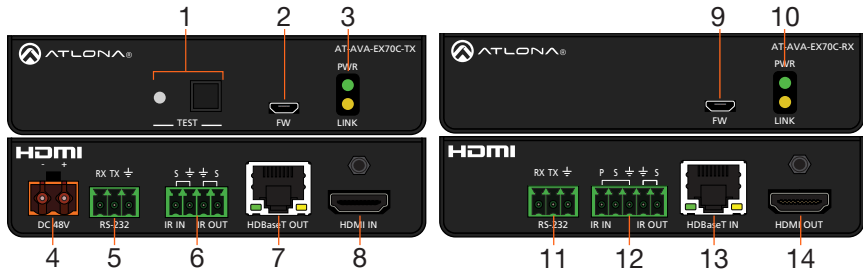 1 2 3
ATLONA® AT-AVA-EX70C-TX
PWR
TEST FW LINK
HDMI
- +
RX TX S S
DC 48V RS-232 IR IN IR OUT HDBaseT OUT HDMI IN
4 5 6 7 8
9 10
ATLONA® AT-AVA-EX70C-RX
PWR
FW LINK
HDMI
RX TX P S S
RS-232 IR IN IR OUT HDBaseT IN HDMI OUT
11 12 13 14